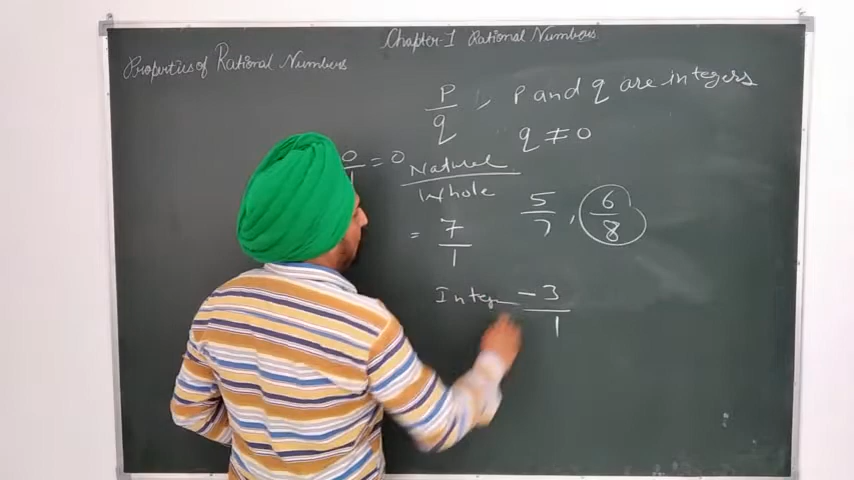 Chapter-1 Rational Numbers
Properties of Rational Numbers
P/q, P and q are integers
q ≠ 0
0/1 = 0
Natural
Whole
5/7, 6/8
= 7/1
Integ
-3/1